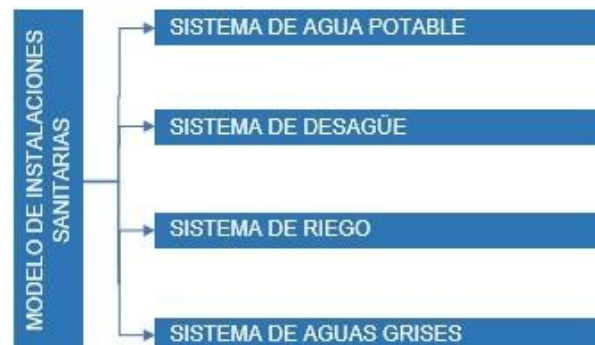 MODELO DE INSTALACIONES
SANITARIAS
SISTEMA DE AGUA POTABLE
SISTEMA DE DESAGÜE
SISTEMA DE RIEGO
SISTEMA DE AGUAS GRISES